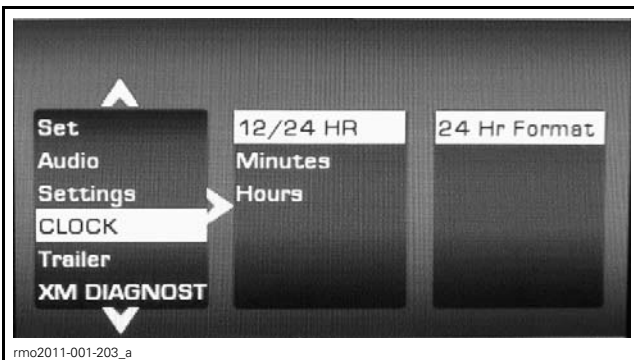 Set
Audio
Settings
CLOCK
Trailer
XM DIAGNOST
12/24 HR
Minutes
Hours
24 Hr Format
rmo2011-001-203_a